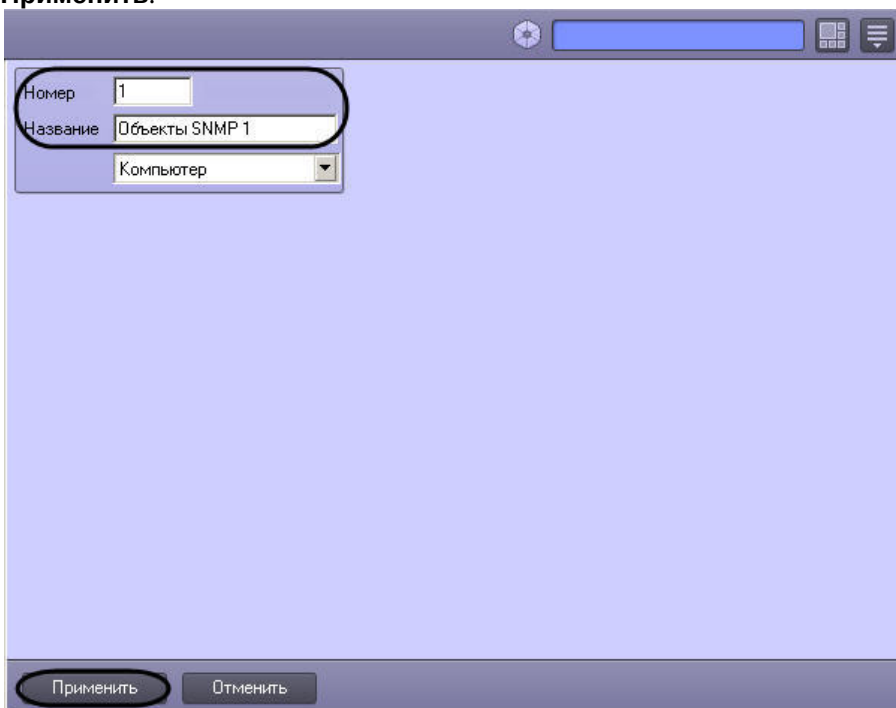 Применить.
Номер 1
Название Объекты SNMP 1
Компьютер
Применить Отменить